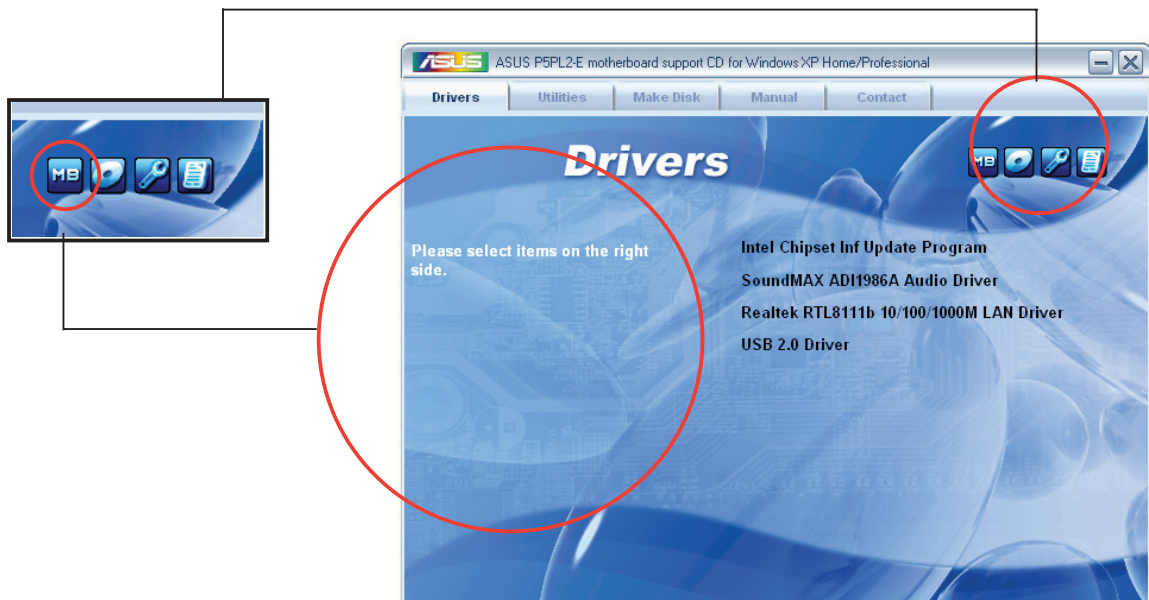 ASUS ASUS P5PL2-E motherboard support CD for Windows XP Home/Professional
Drivers Utilities Make Disk Manual Contact
MB
Drivers
MB
Please select items on the right
side.
Intel Chipset Inf Update Program
SoundMAX ADI1986A Audio Driver
Realtek RTL8111b 10/100/1000M LAN Driver
USB 2.0 Driver